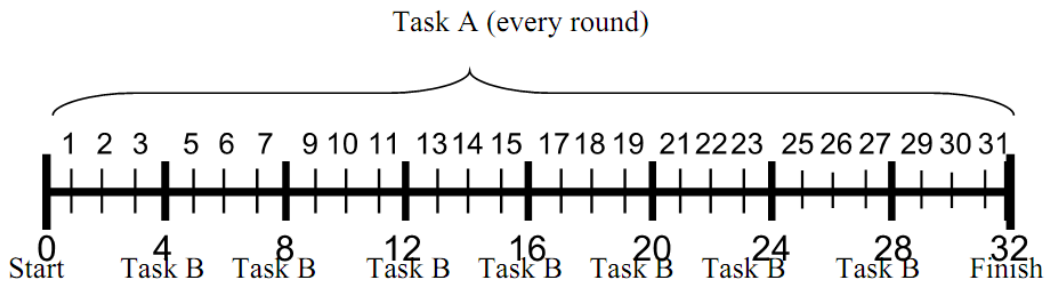 Task A (every round)
1 2 3 5 6 7 9 10 11 13 14 15 17 18 19 21 22 23 25 26 27 29 30 31
0 4 8 12 16 20 24 28 32
Start Task B Task B Task B Task B Task B Task B Task B Finish